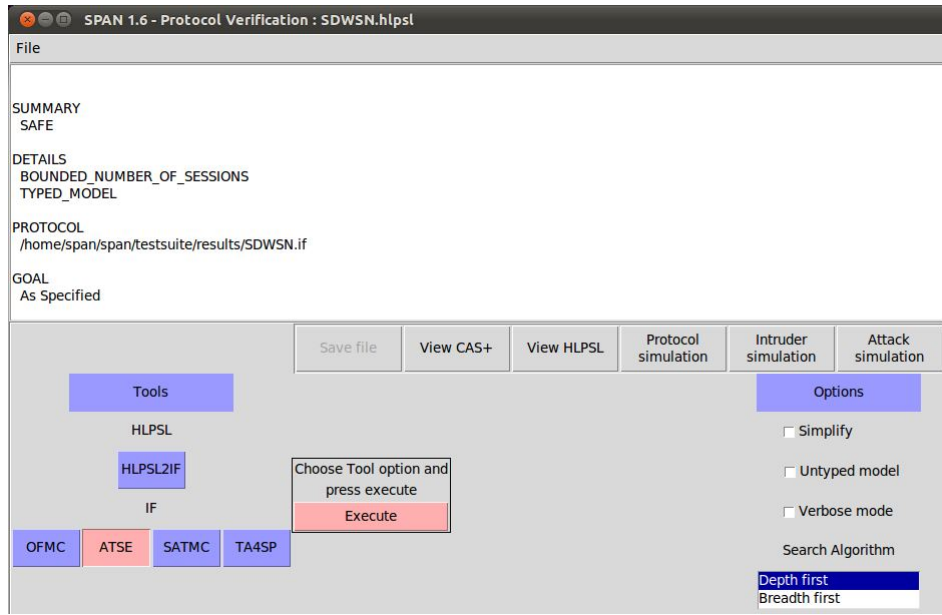 SPAN 1.6 - Protocol Verification : SDWSN.hlpsl
File
SUMMARY
SAFE
DETAILS
BOUNDED_NUMBER_OF_SESSIONS
TYPED_MODEL
PROTOCOL
/home/span/span/testsuite/results/SDWSN.if
GOAL
As Specified
Save file
View CAS+
View HLPSL
Protocol
simulation
Intruder
simulation
Attack
simulation
Tools
HLPSL
HLPSL2IF
IF
OFMC
ATSE
SATMC
TA4SP
Choose Tool option and
press execute
Execute
Options
Simplify
Untyped model
Verbose mode
Search Algorithm
Depth first
Breadth first